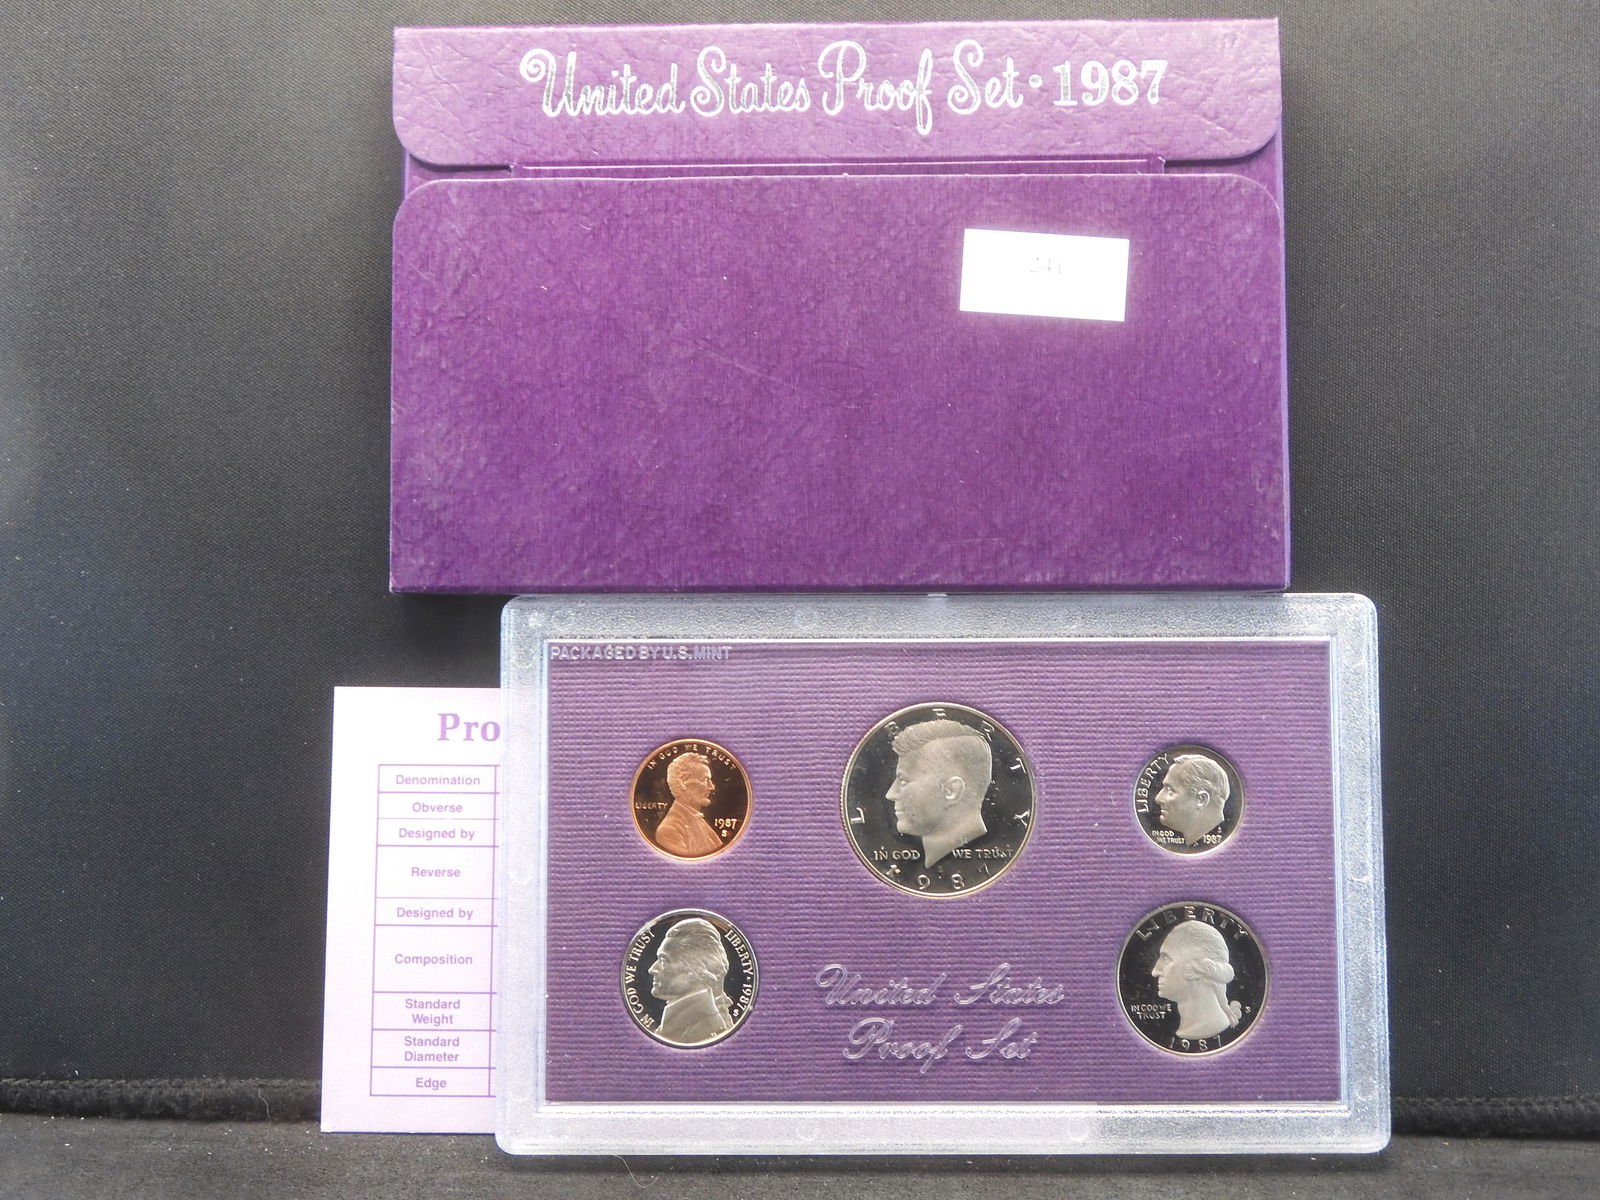 United States Proof Set · 1987
PACKAGED BY U.S. MINT
IN GOD WE TRUST
LIBERTY
1987
S
LIBERTY
IN GOD WE TRUST
1987
LIBERTY
IN GOD
WE TRUST
S
1987
IN GOD WE TRUST
LIBERTY · 1987
S
United States
Proof Set
LIBERTY
IN GOD WE
TRUST
S
1987
Pro
Denomination
Obverse
Designed by
Reverse
Designed by
Composition
Standard
Weight
Standard
Diameter
Edge